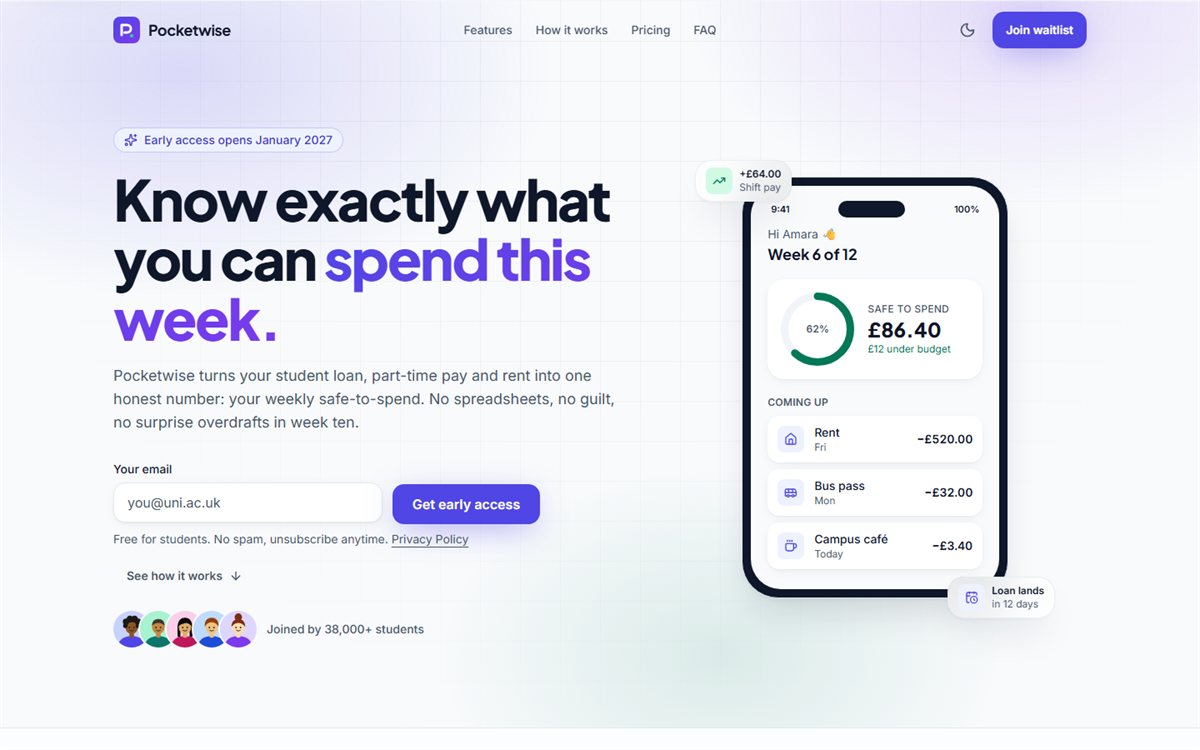 Pocketwise
Features
How it works
Pricing
FAQ
Join waitlist
Early access opens January 2027
Know exactly what
you can spend this
week.
Pocketwise turns your student loan, part-time pay and rent into one
honest number: your weekly safe-to-spend. No spreadsheets, no guilt,
no surprise overdrafts in week ten.
Your email
you@uni.ac.uk
Get early access
Free for students. No spam, unsubscribe anytime. Privacy Policy
See how it works
Joined by 38,000+ students
+£64.00
Shift pay
9:41
100%
Hi Amara 👋
Week 6 of 12
62%
SAFE TO SPEND
£86.40
£12 under budget
COMING UP
Rent
Fri
−£520.00
Bus pass
Mon
−£32.00
Campus café
Today
−£3.40
Loan lands
in 12 days